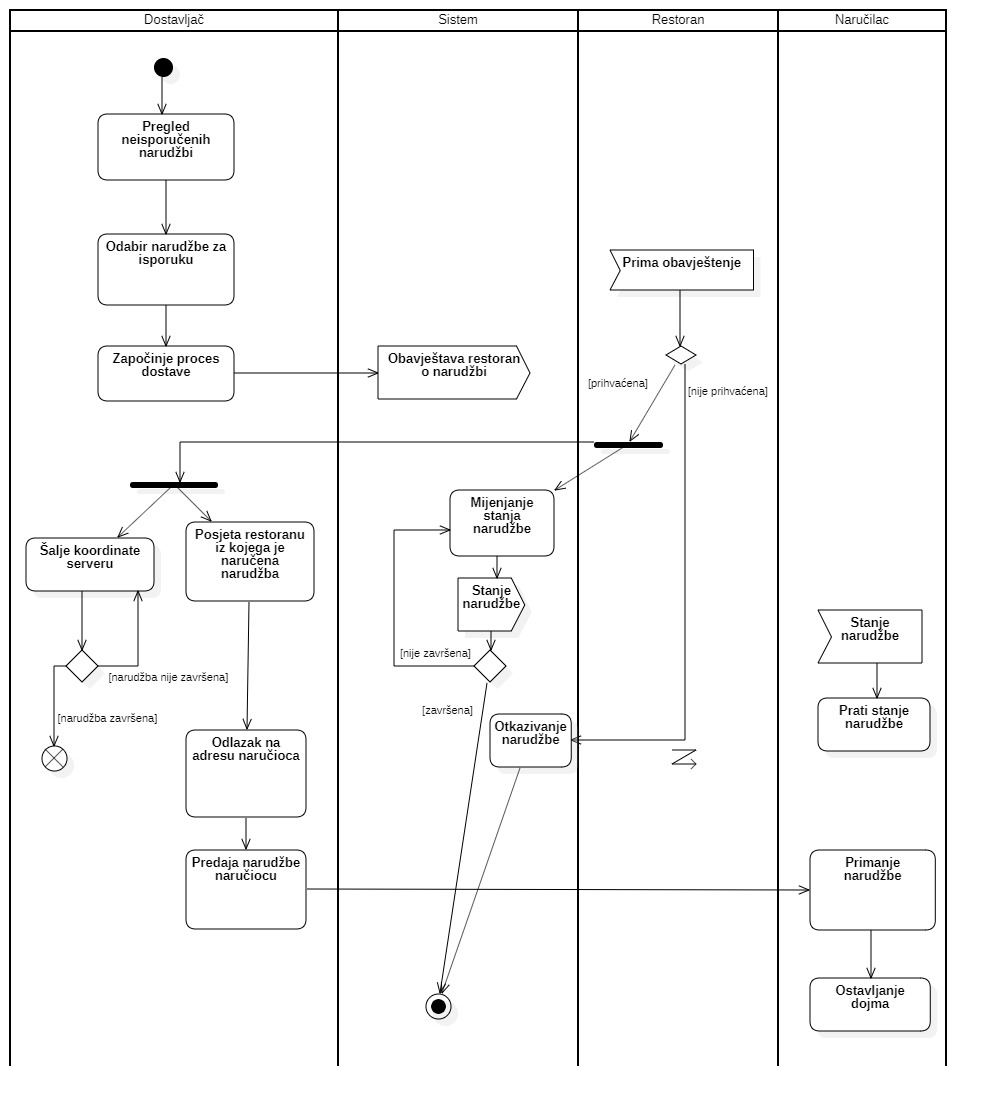 Dostavljač
Sistem
Restoran
Naručilac
Pregled
neisporučenih
narudžbi
Odabir narudžbe za
isporuku
Započinje proces
dostave
Obavještava restoran
o narudžbi
Prima obavještenje
[prihvaćena]
[nije prihvaćena]
Mijenjanje
stanja
narudžbe
Šalje koordinate
serveru
Posjeta restoranu
iz kojega je
naručena
narudžba
Stanje
narudžbe
Stanje
narudžbe
[nije završena]
[narudžba nije završena]
[narudžba završena]
[završena]
Prati stanje
narudžbe
Otkazivanje
narudžbe
Odlazak na
adresu naručioca
Predaja narudžbe
naručiocu
Primanje
narudžbe
Ostavljanje
dojma